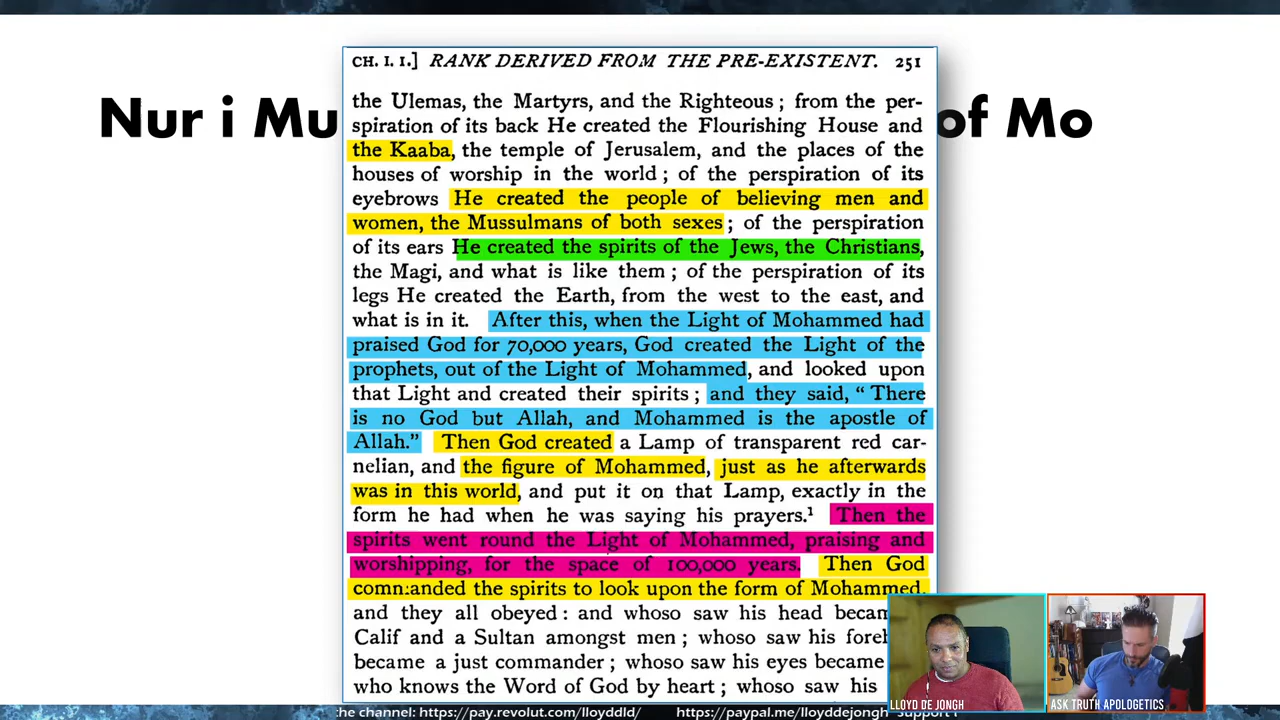 CH. I. 1.] RANK DERIVED FROM THE PRE-EXISTENT. 251
Nur i Mu of Mo
the Ulemas, the Martyrs, and the Righteous ; from the per-
spiration of its back He created the Flourishing House and
the Kaaba, the temple of Jerusalem, and the places of the
houses of worship in the world ; of the perspiration of its
eyebrows He created the people of believing men and
women, the Mussulmans of both sexes ; of the perspiration
of its ears He created the spirits of the Jews, the Christians,
the Magi, and what is like them ; of the perspiration of its
legs He created the Earth, from the west to the east, and
what is in it. After this, when the Light of Mohammed had
praised God for 70,000 years, God created the Light of the
prophets, out of the Light of Mohammed, and looked upon
that Light and created their spirits ; and they said, “ There
is no God but Allah, and Mohammed is the apostle of
Allah.” Then God created a Lamp of transparent red car-
nelian, and the figure of Mohammed, just as he afterwards
was in this world, and put it on that Lamp, exactly in the
form he had when he was saying his prayers.¹ Then the
spirits went round the Light of Mohammed, praising and
worshipping, for the space of 100,000 years. Then God
commanded the spirits to look upon the form of Mohammed,
and they all obeyed : and whoso saw his head becam
Calif and a Sultan amongst men ; whoso saw his foreh
became a just commander ; whoso saw his eyes became
who knows the Word of God by heart ; whoso saw his
LLOYD DE JONGH
ASK TRUTH APOLOGETICS
the channel: https://pay.revolut.com/lloyddld/ https://paypal.me/lloyddejongh